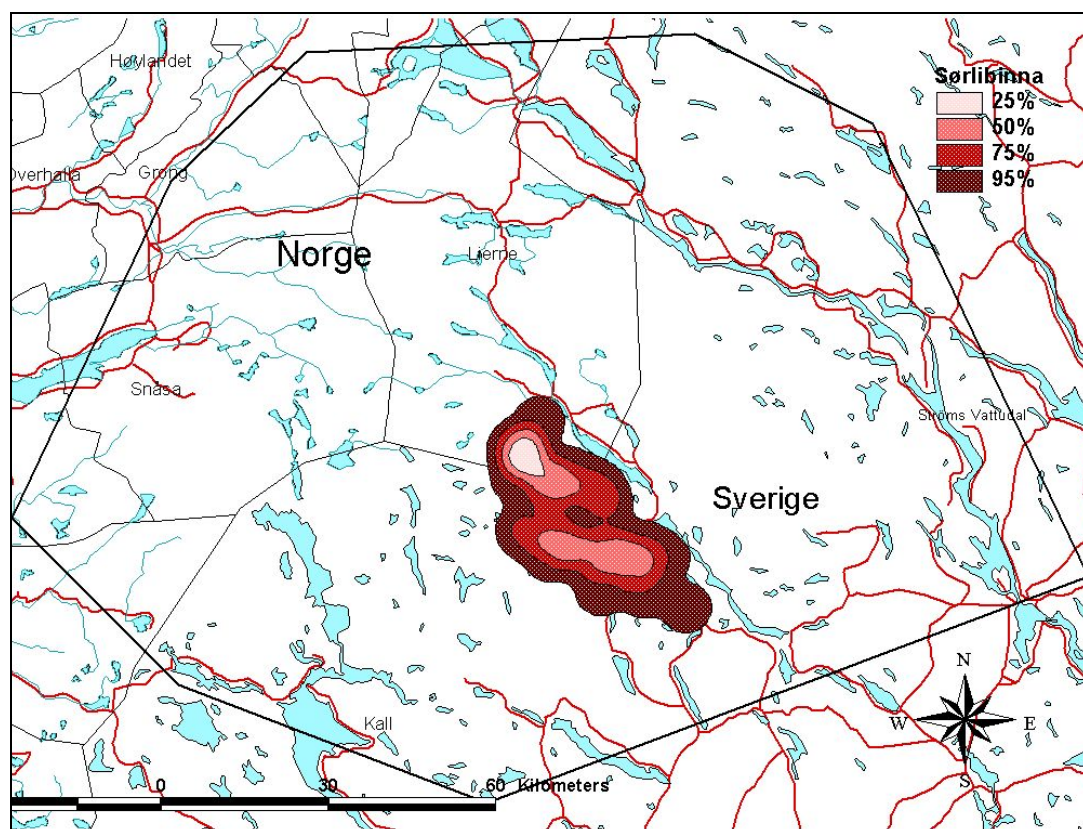 Høylandet
Sørlibinna
25%
50%
75%
95%
Overhalla
Grong
Norge
Lierne
Snåsa
Ströms Vattudal
Sverige
N
W
E
S
Kall
0
30
60 Kilometers